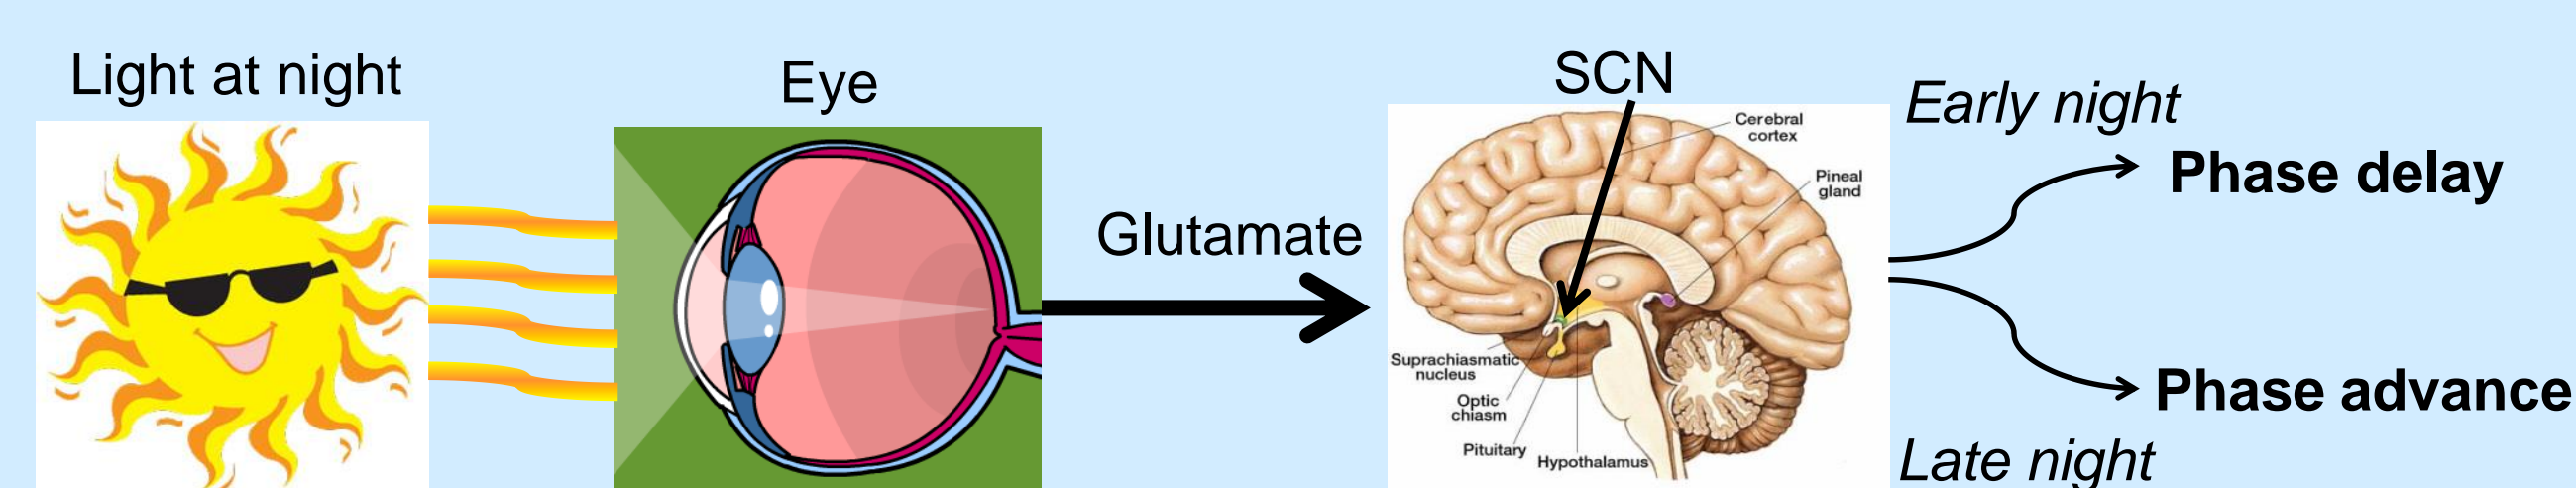 Light at night
Eye
Glutamate
SCN
Cerebral
cortex
Pineal
gland
Suprachiasmatic
nucleus
Optic
chiasm
Pituitary
Hypothalamus
Early night
Phase delay
Phase advance
Late night